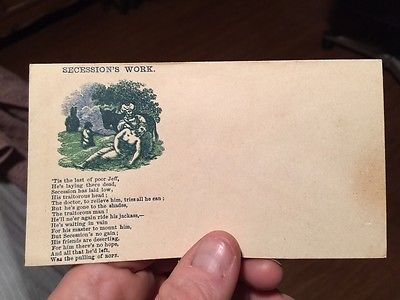 SECESSION'S WORK.
'Tis the last of poor Jeff,
He's laying there dead,
Secession has laid low,
His traitorous head;
The doctor, to relieve him, tries all he can;
But he's gone to the shades,
The traitorous man!
He'll ne'er again ride his jackass,—
He's waiting in vain
For his master to mount him,
But Secession's no gain;
His friends are deserting,
For him there's no hope,
And all that he'd left,
Was the pulling of